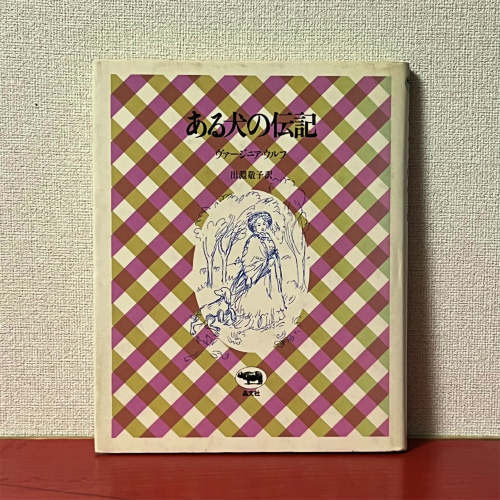 ある犬の伝記
ヴァージニア・ウルフ
出淵敬子訳
晶文社